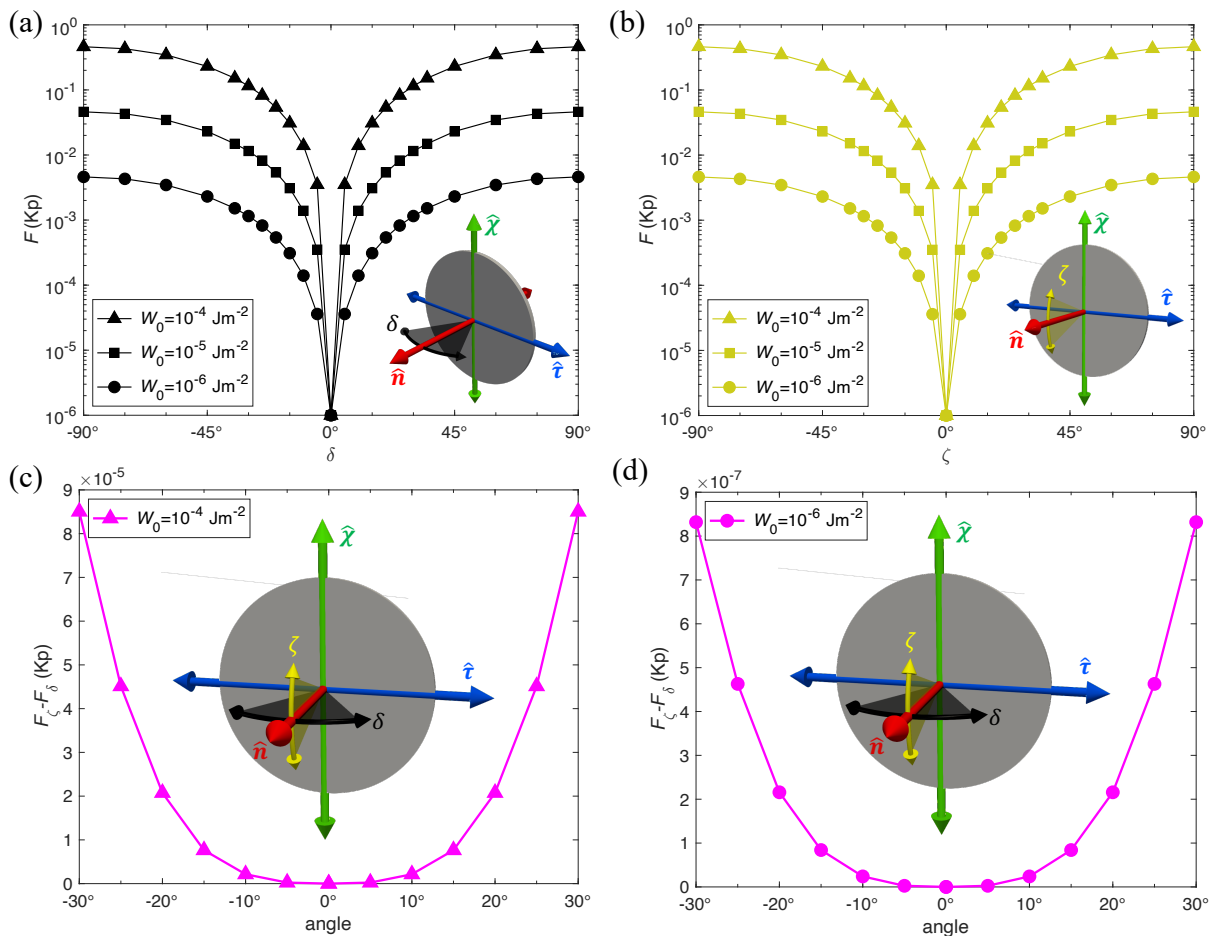 (a)
10⁰
10⁻¹
10⁻²
10⁻³
10⁻⁴
10⁻⁵
10⁻⁶
F (Kp)
W₀=10⁻⁴ Jm⁻²
W₀=10⁻⁵ Jm⁻²
W₀=10⁻⁶ Jm⁻²
χ̂
δ
n̂
τ̂
-90° -45° 0° 45° 90°
δ
(b)
10⁰
10⁻¹
10⁻²
10⁻³
10⁻⁴
10⁻⁵
10⁻⁶
F (Kp)
W₀=10⁻⁴ Jm⁻²
W₀=10⁻⁵ Jm⁻²
W₀=10⁻⁶ Jm⁻²
χ̂
ζ
τ̂
n̂
-90° -45° 0° 45° 90°
ζ
(c)
×10⁻⁵
9
8
7
6
5
4
3
2
1
0
F_ζ-F_δ (Kp)
W₀=10⁻⁴ Jm⁻²
χ̂
ζ
τ̂
δ
n̂
-30° -20° -10° 0° 10° 20° 30°
angle
(d)
×10⁻⁷
9
8
7
6
5
4
3
2
1
0
F_ζ-F_δ (Kp)
W₀=10⁻⁶ Jm⁻²
χ̂
ζ
τ̂
δ
n̂
-30° -20° -10° 0° 10° 20° 30°
angle